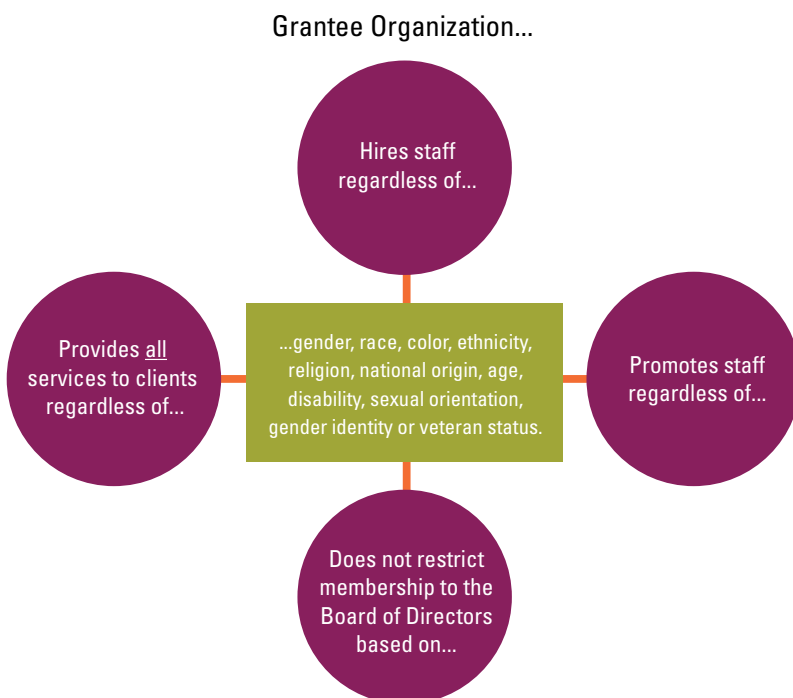 Grantee Organization...
Hires staff
regardless of...
Provides all
services to clients
regardless of...
...gender, race, color, ethnicity,
religion, national origin, age,
disability, sexual orientation,
gender identity or veteran status.
Promotes staff
regardless of...
Does not restrict
membership to the
Board of Directors
based on...